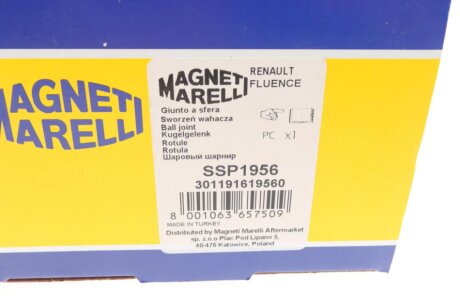 MAGNETI
MARELLI
MAGNETI
MARELLI
RENAULT
FLUENCE
Giunto a sfera
Sworzeń wahacza
Ball joint
Kugelgelenk
Rotule
Rotula
Шаровый шарнир
PC x1
SSP1956
301191619560
8 001063 657509
MADE IN TURKEY
Distributed by Magneti Marelli Aftermarket
sp. z.o.o Plac Pod Lipami 5,
40-476 Katowice, Poland